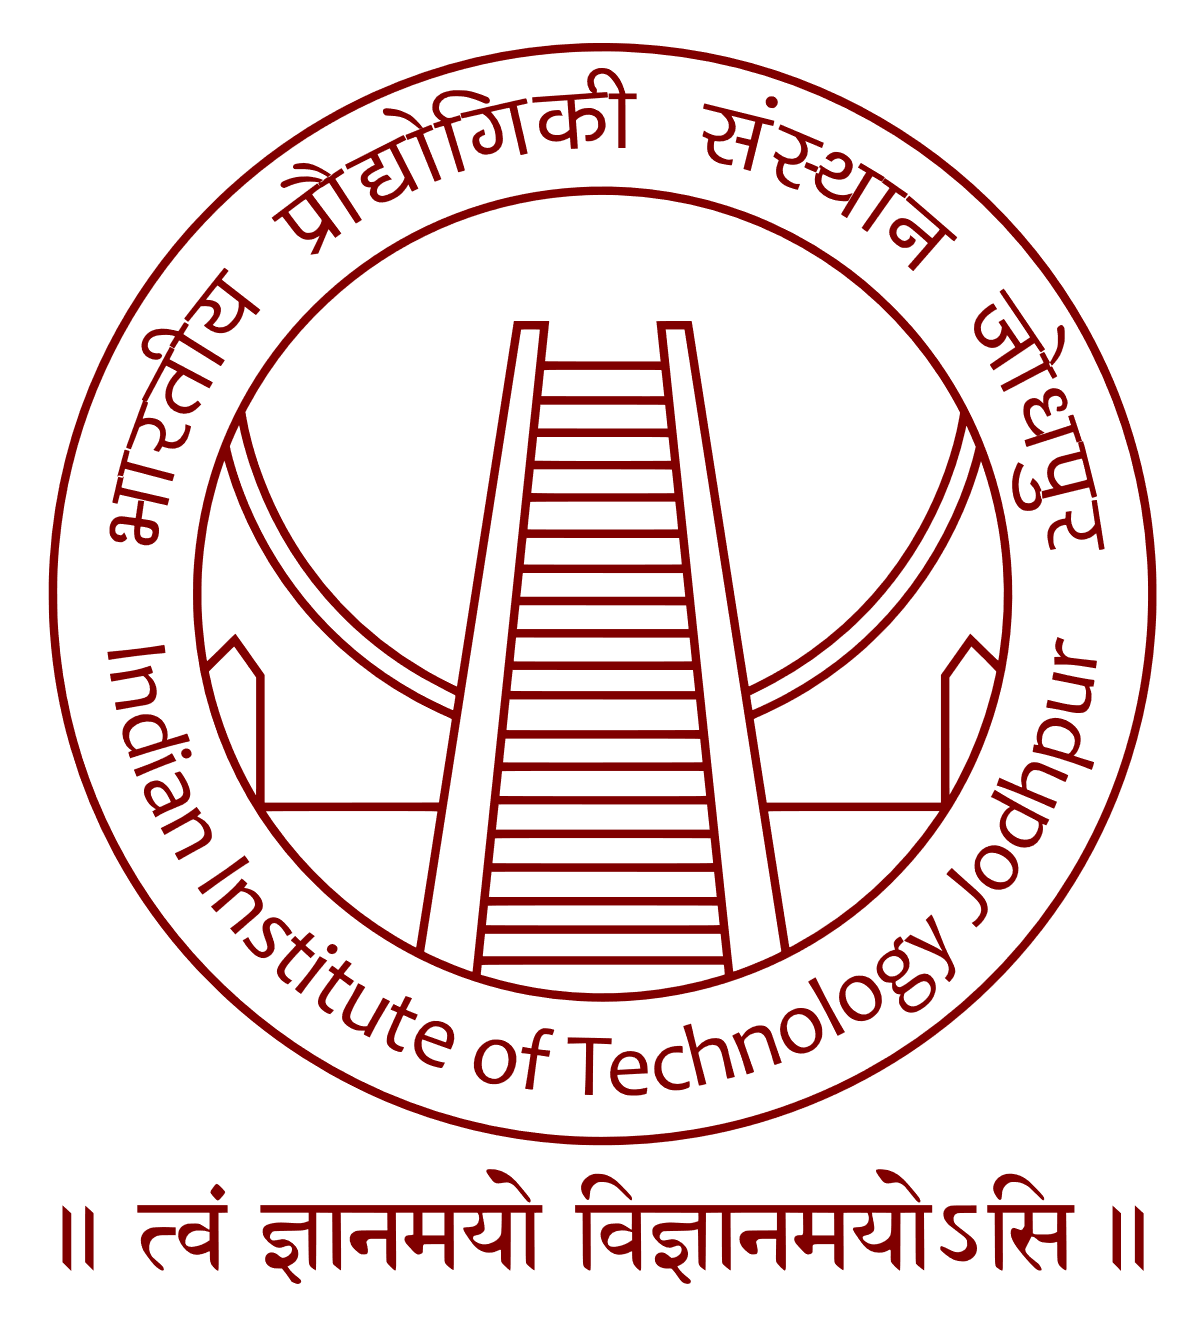 भारतीय प्रौद्योगिकी संस्थान जोधपुर
Indian Institute of Technology Jodhpur
॥ त्वं ज्ञानमयो विज्ञानमयोऽसि ॥